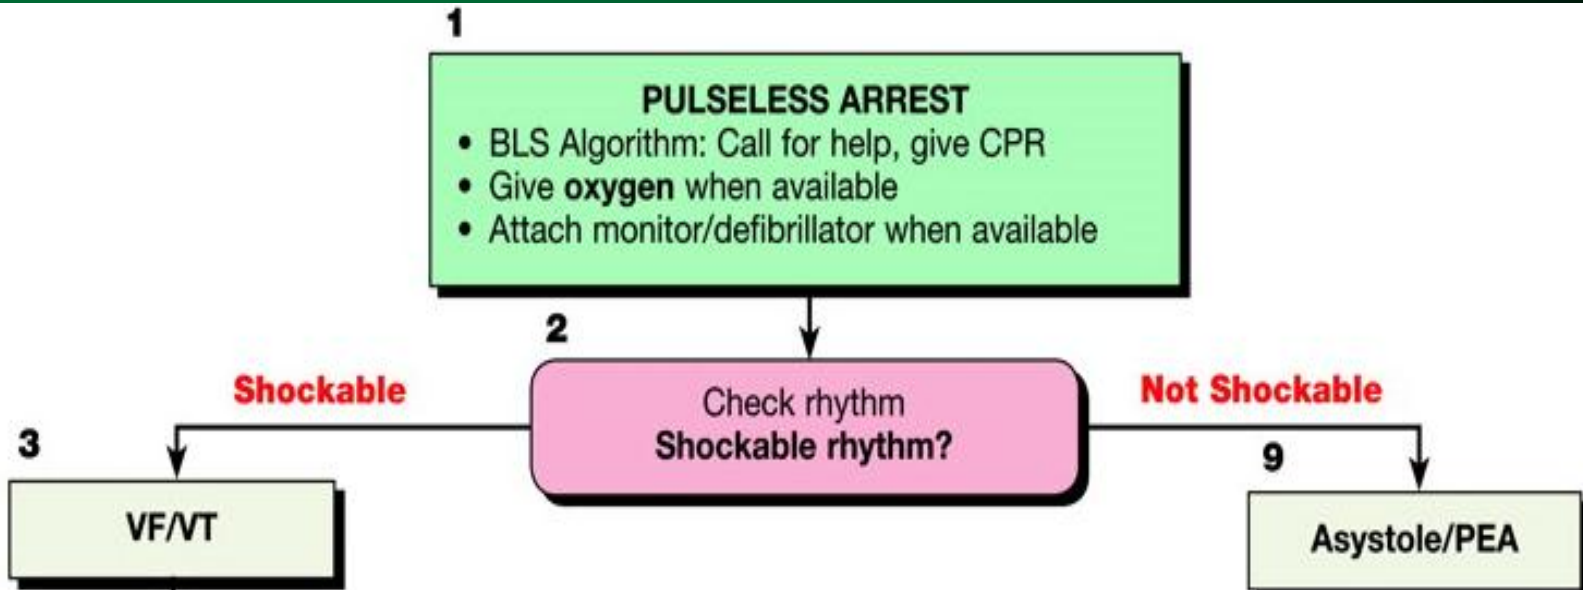 1
PULSELESS ARREST
• BLS Algorithm: Call for help, give CPR
• Give oxygen when available
• Attach monitor/defibrillator when available
2
Shockable
Check rhythm
Shockable rhythm?
Not Shockable
3
VF/VT
9
Asystole/PEA